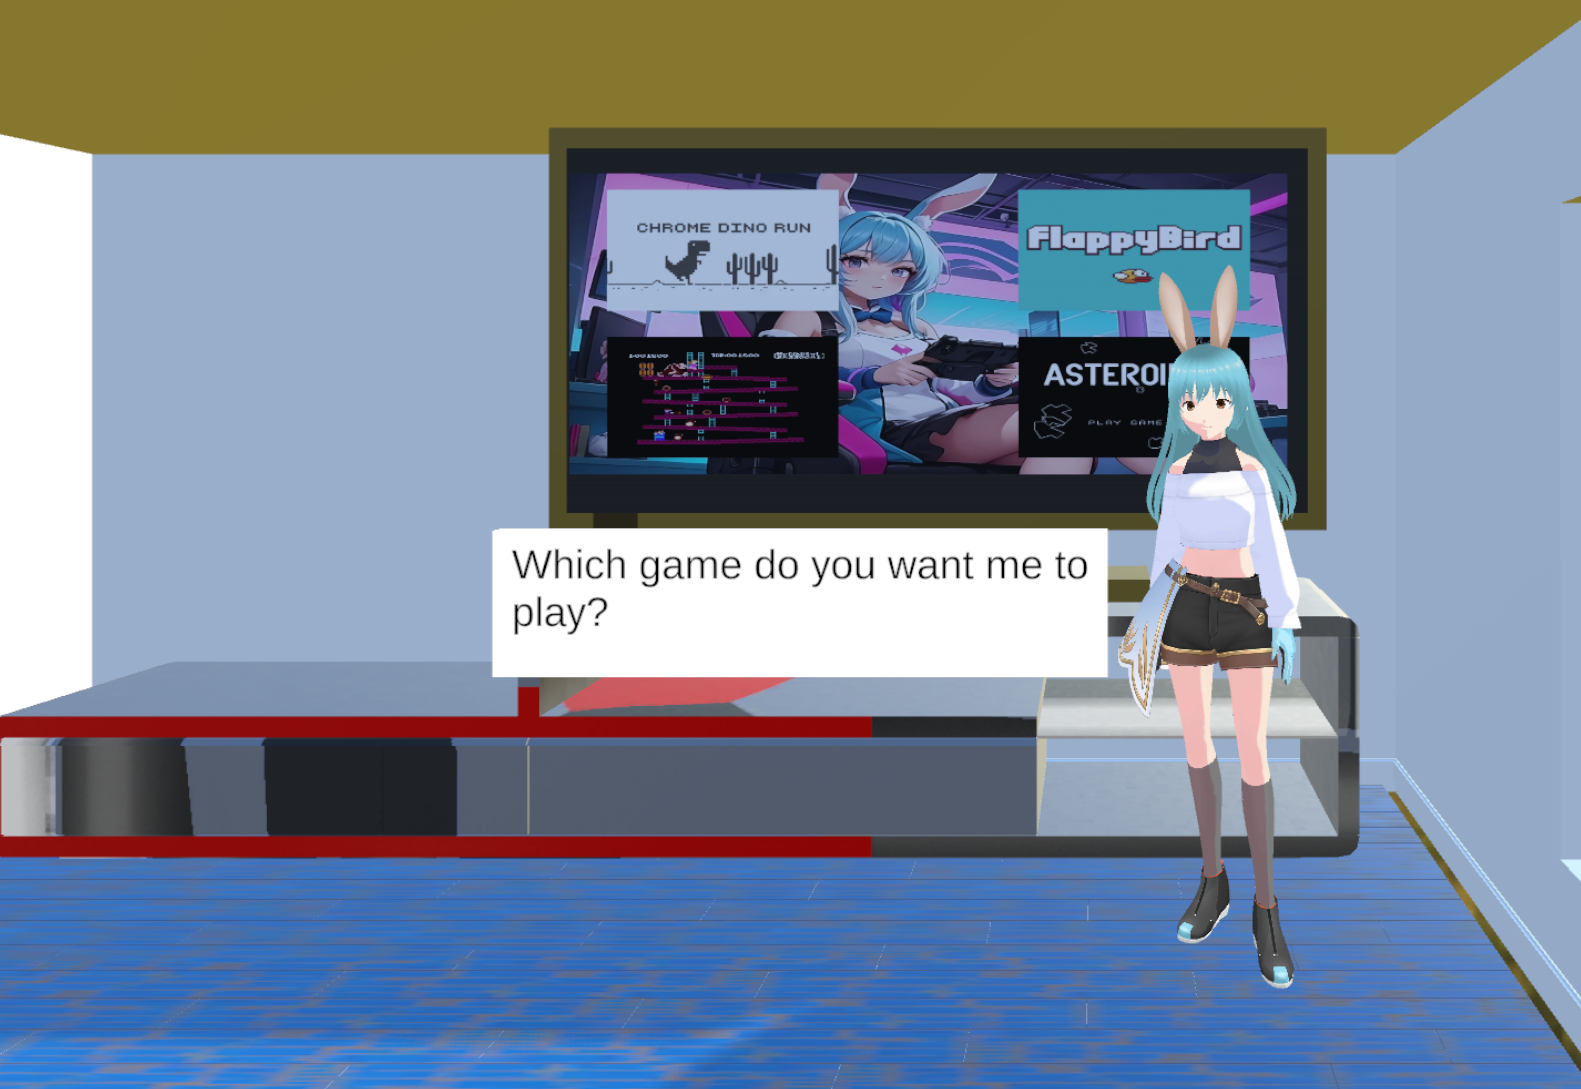 CHROME DINO RUN
FlappyBird
ASTEROI
PLAY GAME
Which game do you want me to
play?